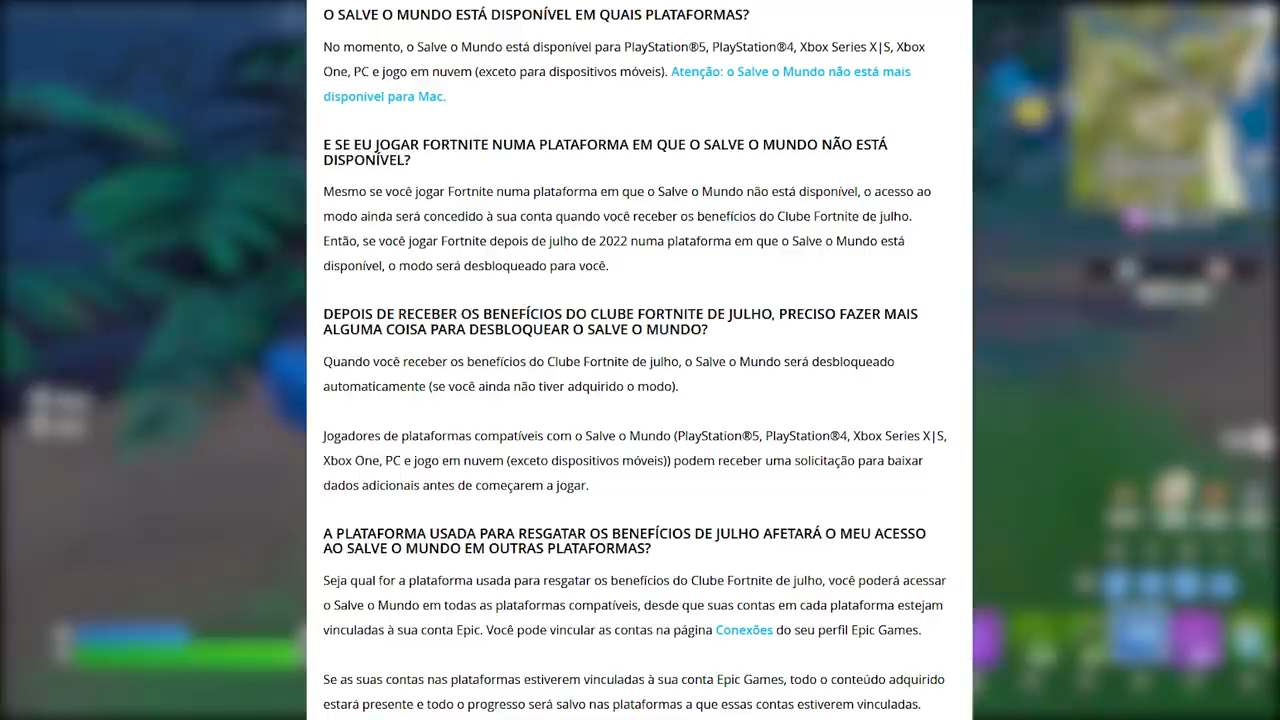 O SALVE O MUNDO ESTÁ DISPONÍVEL EM QUAIS PLATAFORMAS?
No momento, o Salve o Mundo está disponível para PlayStation®5, PlayStation®4, Xbox Series X|S, Xbox
One, PC e jogo em nuvem (exceto para dispositivos móveis). Atenção: o Salve o Mundo não está mais
disponível para Mac.
E SE EU JOGAR FORTNITE NUMA PLATAFORMA EM QUE O SALVE O MUNDO NÃO ESTÁ
DISPONÍVEL?
Mesmo se você jogar Fortnite numa plataforma em que o Salve o Mundo não está disponível, o acesso ao
modo ainda será concedido à sua conta quando você receber os benefícios do Clube Fortnite de julho.
Então, se você jogar Fortnite depois de julho de 2022 numa plataforma em que o Salve o Mundo está
disponível, o modo será desbloqueado para você.
DEPOIS DE RECEBER OS BENEFÍCIOS DO CLUBE FORTNITE DE JULHO, PRECISO FAZER MAIS
ALGUMA COISA PARA DESBLOQUEAR O SALVE O MUNDO?
Quando você receber os benefícios do Clube Fortnite de julho, o Salve o Mundo será desbloqueado
automaticamente (se você ainda não tiver adquirido o modo).
Jogadores de plataformas compatíveis com o Salve o Mundo (PlayStation®5, PlayStation®4, Xbox Series X|S,
Xbox One, PC e jogo em nuvem (exceto dispositivos móveis)) podem receber uma solicitação para baixar
dados adicionais antes de começarem a jogar.
A PLATAFORMA USADA PARA RESGATAR OS BENEFÍCIOS DE JULHO AFETARÁ O MEU ACESSO
AO SALVE O MUNDO EM OUTRAS PLATAFORMAS?
Seja qual for a plataforma usada para resgatar os benefícios do Clube Fortnite de julho, você poderá acessar
o Salve o Mundo em todas as plataformas compatíveis, desde que suas contas em cada plataforma estejam
vinculadas à sua conta Epic. Você pode vincular as contas na página Conexões do seu perfil Epic Games.
Se as suas contas nas plataformas estiverem vinculadas à sua conta Epic Games, todo o conteúdo adquirido
estará presente e todo o progresso será salvo nas plataformas a que essas contas estiverem vinculadas.